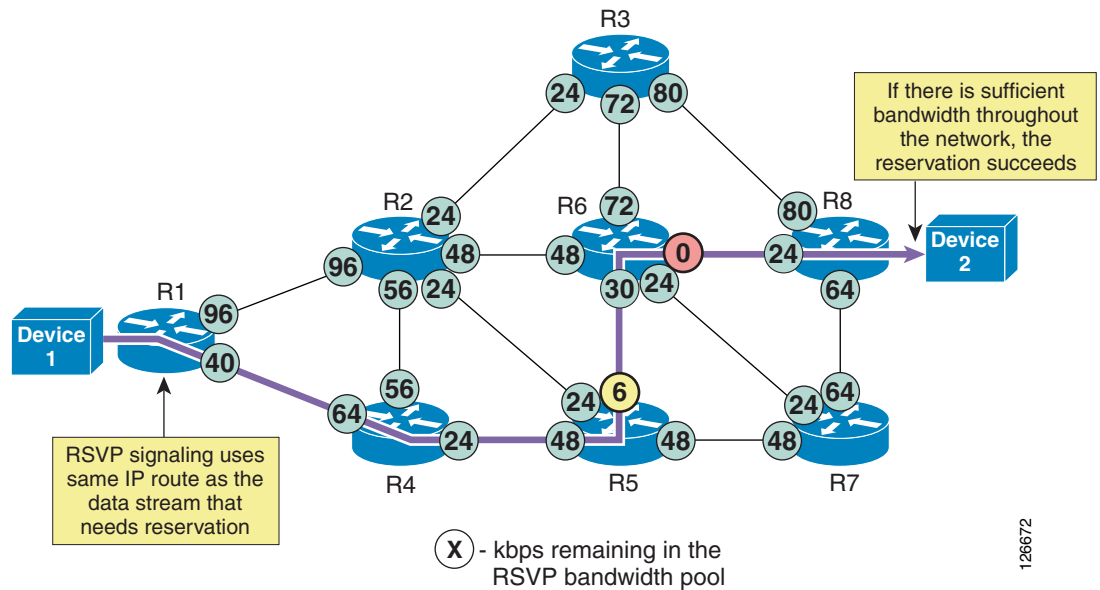 R3
24
72
80
If there is sufficient
bandwidth throughout
the network, the
reservation succeeds
R2
24
R6
72
R8
80
96
48
48
0
24
Device
2
56
24
30
24
64
R1
96
Device
1
40
56
64
24
24
6
48
48
24
64
48
RSVP signaling uses
same IP route as the
data stream that
needs reservation
R4
R5
R7
X - kbps remaining in the
RSVP bandwidth pool
126672